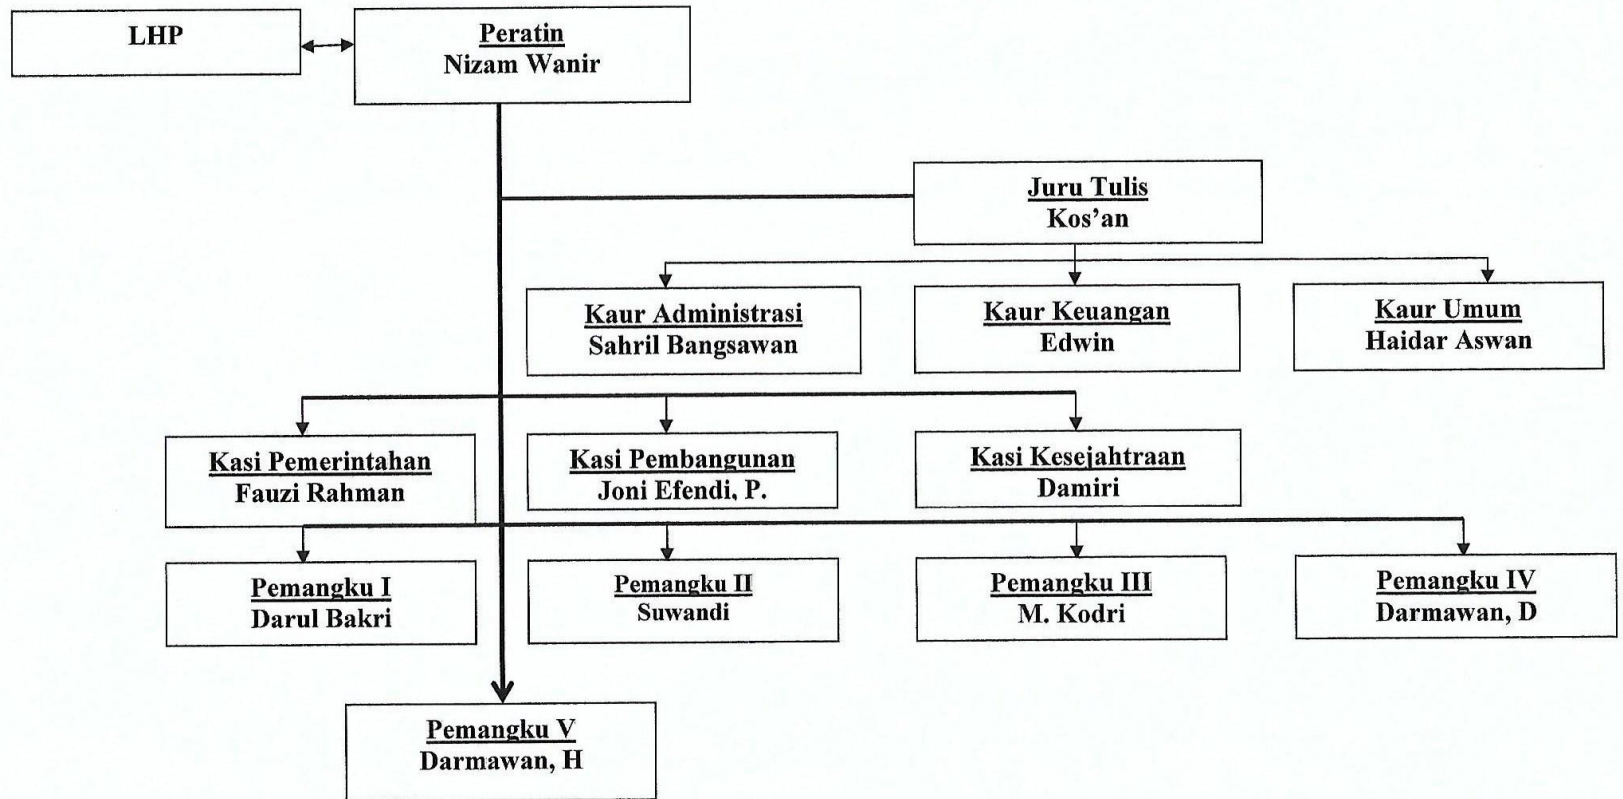 LHP
Peratin
Nizam Wanir
Juru Tulis
Kos’an
Kaur Administrasi
Sahril Bangsawan
Kaur Keuangan
Edwin
Kaur Umum
Haidar Aswan
Kasi Pemerintahan
Fauzi Rahman
Kasi Pembangunan
Joni Efendi, P.
Kasi Kesejahtraan
Damiri
Pemangku I
Darul Bakri
Pemangku II
Suwandi
Pemangku III
M. Kodri
Pemangku IV
Darmawan, D
Pemangku V
Darmawan, H